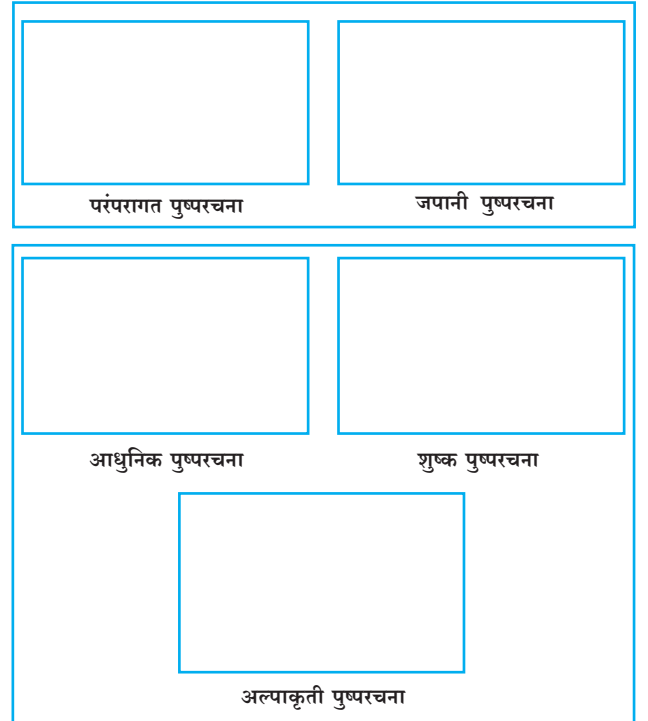 परंपरागत पुष्परचना
जपानी पुष्परचना
आधुनिक पुष्परचना
शुष्क पुष्परचना
अल्पाकृती पुष्परचना